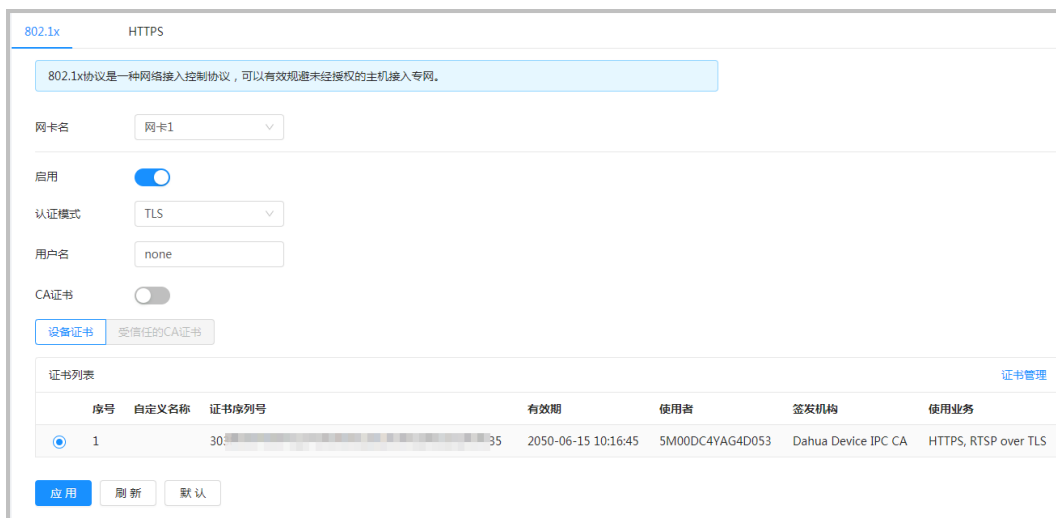 802.1x HTTPS
802.1x协议是一种网络接入控制协议，可以有效规避未经授权的主机接入专网。
网卡名 网卡1
启用
认证模式 TLS
用户名 none
CA证书
设备证书 受信任的CA证书
证书列表 证书管理
序号 自定义名称 证书序列号 有效期 使用者 签发机构 使用业务
1 2050-06-15 10:16:45 5M00DC4YAG4D053 Dahua Device IPC CA HTTPS, RTSP over TLS
应用 刷新 默认